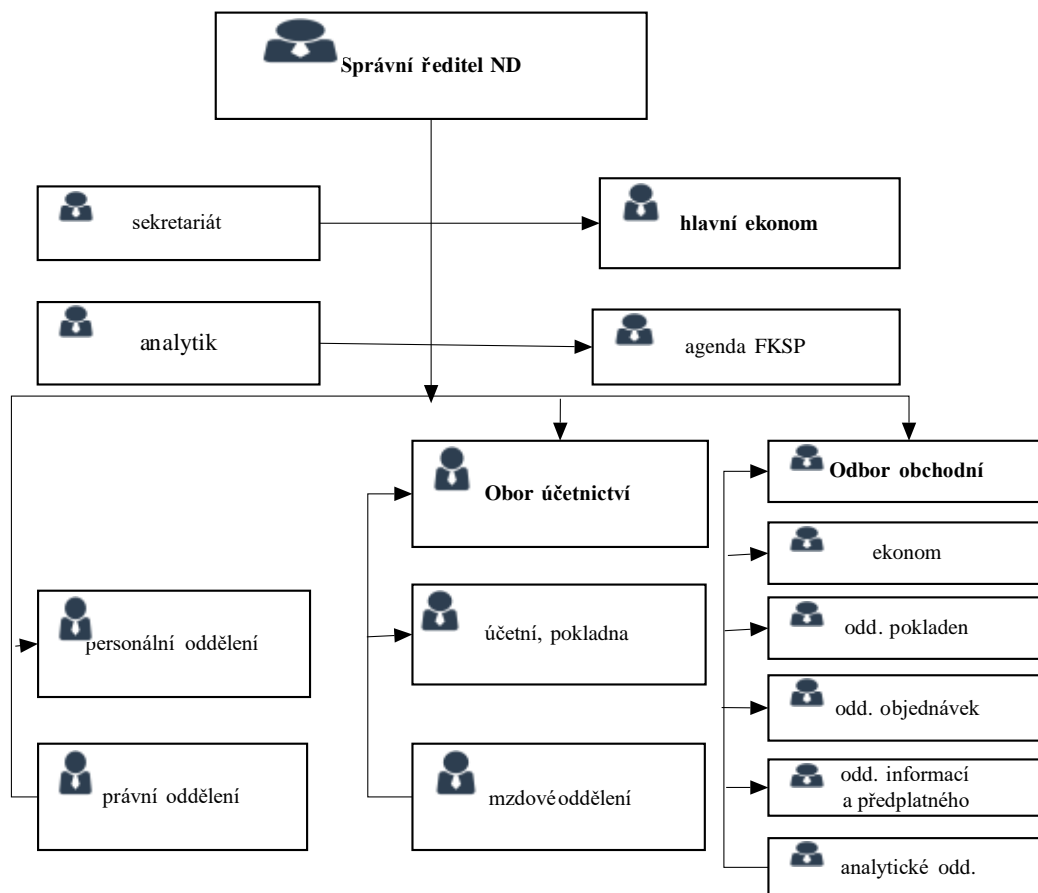 Správní ředitel ND
sekretariát
hlavní ekonom
analytik
agenda FKSP
Obor účetnictví
Odbor obchodní
ekonom
personální oddělení
účetní, pokladna
odd. pokladen
odd. objednávek
právní oddělení
mzdové oddělení
odd. informací
a předplatného
analytické odd.